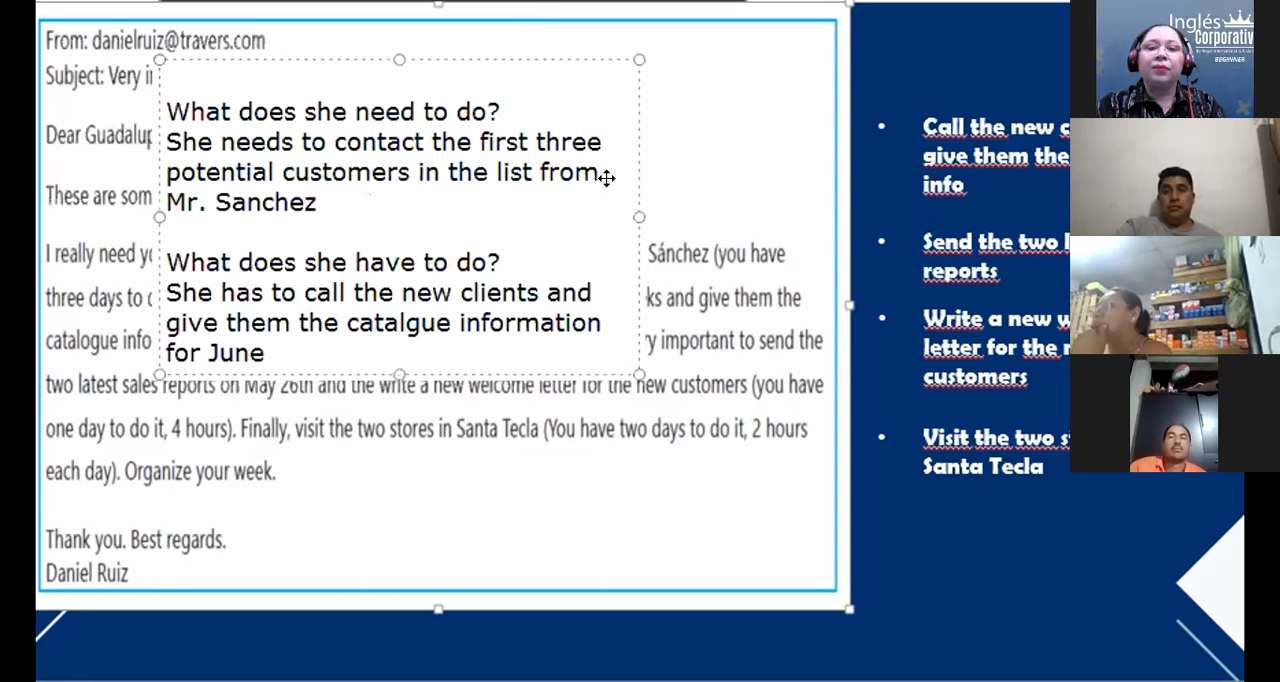 From: danielruiz@travers.com
Subject: Very
Dear
These are
I really need
Sánchez (you have
three days to
and give them the
catalogue info
important to send the
two latest sales reports on May 26th and the write a new welcome letter for the new customers (you have
one day to do it, 4 hours). Finally, visit the two stores in Santa Tecla (You have two days to do it, 2 hours
each day). Organize your week.
Thank you. Best regards.
Daniel Ruiz
What does she need to do?
She needs to contact the first three
potential customers in the list from
Mr. Sanchez
What does she have to do?
She has to call the new clients and
give them the catalgue information
for June
• Call the new
give them the
info
• Send the two
reports
• Write a new
letter for the
customers
• Visit the two
Santa Tecla
Inglés
Corporativ
BEGINNER